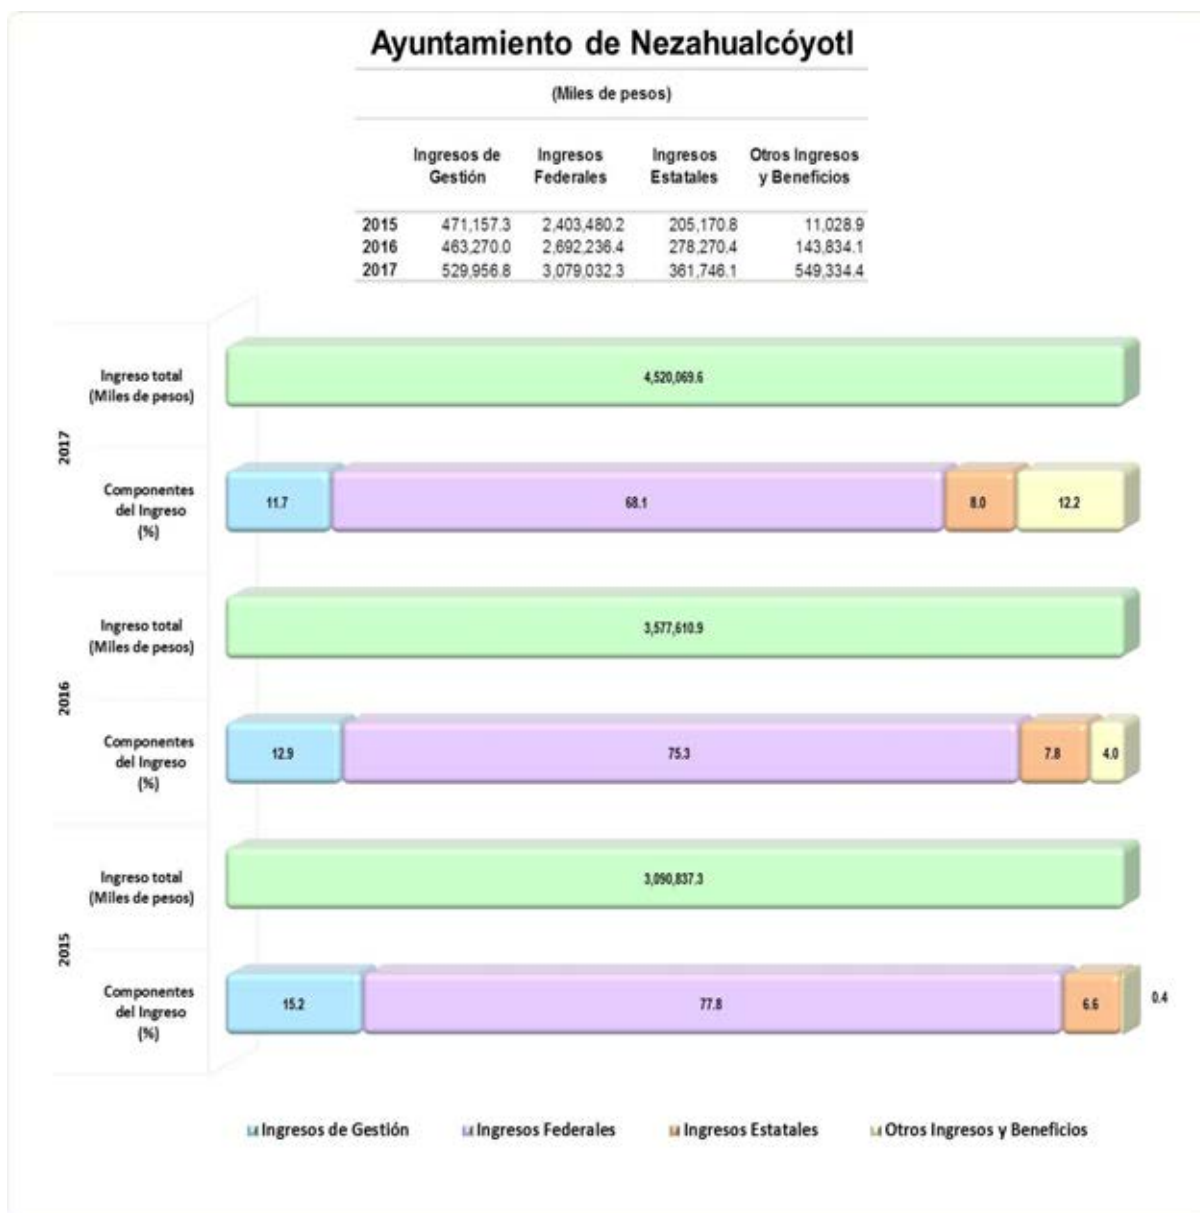 Ayuntamiento de Nezahualcóyotl
(Miles de pesos)
Ingresos de Gestión Ingresos Federales Ingresos Estatales Otros Ingresos y Beneficios
2015 471,157.3 2,403,480.2 205,170.8 11,028.9
2016 463,270.0 2,692,236.4 278,270.4 143,834.1
2017 529,956.8 3,079,032.3 361,746.1 549,334.4
2017
Ingreso total
(Miles de pesos)
4,520,069.6
Componentes
del Ingreso
(%)
11.7 68.1 8.0 12.2
2016
Ingreso total
(Miles de pesos)
3,577,610.9
Componentes
del Ingreso
(%)
12.9 75.3 7.8 4.0
2015
Ingreso total
(Miles de pesos)
3,090,837.3
Componentes
del Ingreso
(%)
15.2 77.8 6.6 0.4
Ingresos de Gestión Ingresos Federales Ingresos Estatales Otros Ingresos y Beneficios